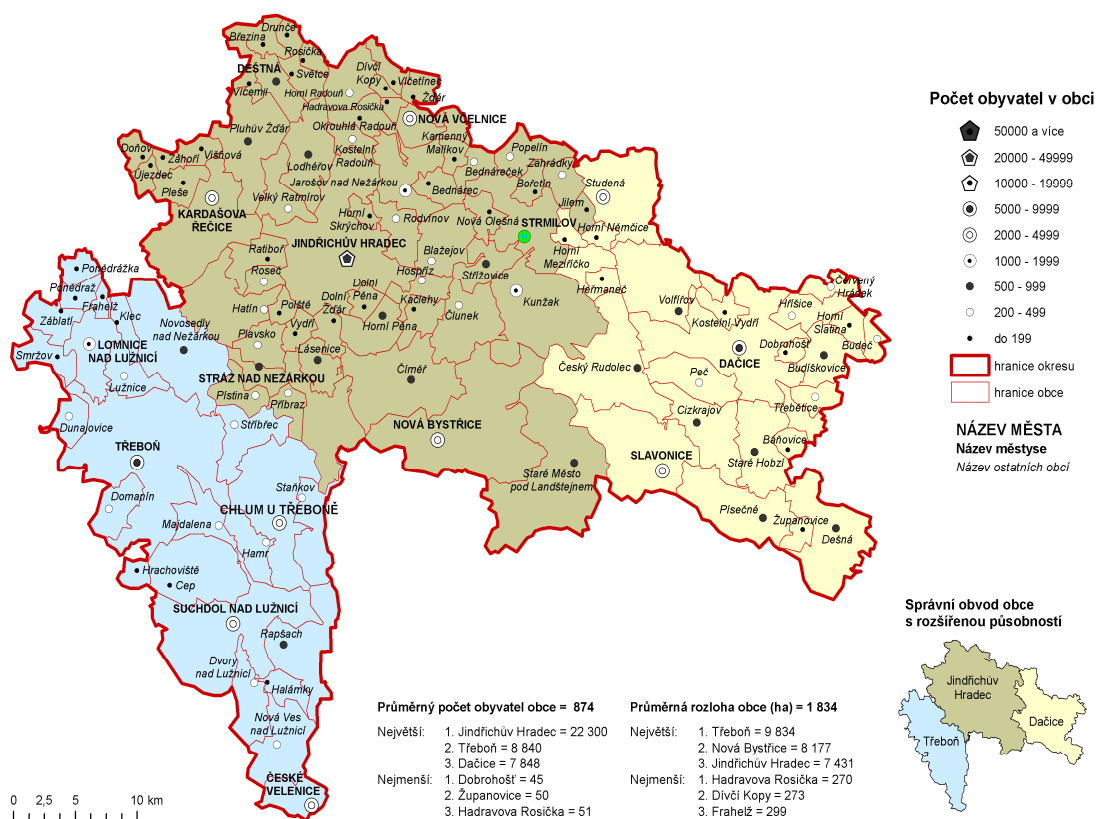 Drunče
Březina
Rosička
DEŠTNÁ
Světce
Dívčí
Kopy
Vlčetínec
Vícemil
Horní Radouň
Žďár
Hadravova Rosička
Pluhův Žďár
Okrouhlá Radouň
NOVÁ VČELNICE
Kamenný
Malíkov
Popelín
Doňov
Záhoří
Višňová
Kostelní
Radouň
Lodhéřov
Bednáreček
Zahrádky
Újezdec
Pleše
Jarošov nad Nežárkou
Bednárec
Bořetín
Studená
Velký Ratmírov
KARDAŠOVA
ŘEČICE
Horní
Skrýchov
Rodvínov
Nová Olešná
Jilem
STRMILOV
Horní Němčice
JINDŘICHŮV HRADEC
Ratiboř
Blažejov
Horní
Meziříčko
Roseč
Hospříz
Střížovice
Heřmaneč
Ponědrážka
Ponědraž
Frahelž
Dolní
Pěna
Dolní
Žďár
Kačlehy
Kunžak
Člunek
Volfířov
Hříšice
Červený
Hrádek
Záblatí
Klec
Novosedly
nad Nežárkou
Hatín
Polště
Vydří
Horní Pěna
Kostelní Vydří
Horní
Slatina
LOMNICE
NAD LUŽNICÍ
Plavsko
Lásenice
Dobrohošť
Budeč
Smržov
DAČICE
Budíškovice
Lužnice
STRÁŽ NAD NEŽÁRKOU
Číměř
Český Rudolec
Peč
Pístina
Příbraz
Třebětice
Dunajovice
Stříbřec
NOVÁ BYSTŘICE
Cizkrajov
TŘEBOŇ
Báňovice
SLAVONICE
Staré Hobzí
Staré Město
pod Landštejnem
Domanín
Staňkov
CHLUM U TŘEBONĚ
Písečné
Županovice
Majdalena
Dešná
Hamr
Hrachoviště
Cep
SUCHDOL NAD LUŽNICÍ
Rapšach
Dvory
nad Lužnicí
Halámky
Nová Ves
nad Lužnicí
ČESKÉ
VELENICE
0 2,5 5 10 km
Počet obyvatel v obci
50000 a více
20000 - 49999
10000 - 19999
5000 - 9999
2000 - 4999
1000 - 1999
500 - 999
200 - 499
do 199
hranice okresu
hranice obce
NÁZEV MĚSTA
Název městyse
Název ostatních obcí
Průměrný počet obyvatel obce = 874
Největší: 1. Jindřichův Hradec = 22 300
2. Třeboň = 8 840
3. Dačice = 7 848
Nejmenší: 1. Dobrohošť = 45
2. Županovice = 50
3. Hadravova Rosička = 51
Průměrná rozloha obce (ha) = 1 834
Největší: 1. Třeboň = 9 834
2. Nová Bystřice = 8 177
3. Jindřichův Hradec = 7 431
Nejmenší: 1. Hadravova Rosička = 270
2. Dívčí Kopy = 273
3. Frahelž = 299
Správní obvod obce
s rozšířenou působností
Jindřichův
Hradec
Dačice
Třeboň